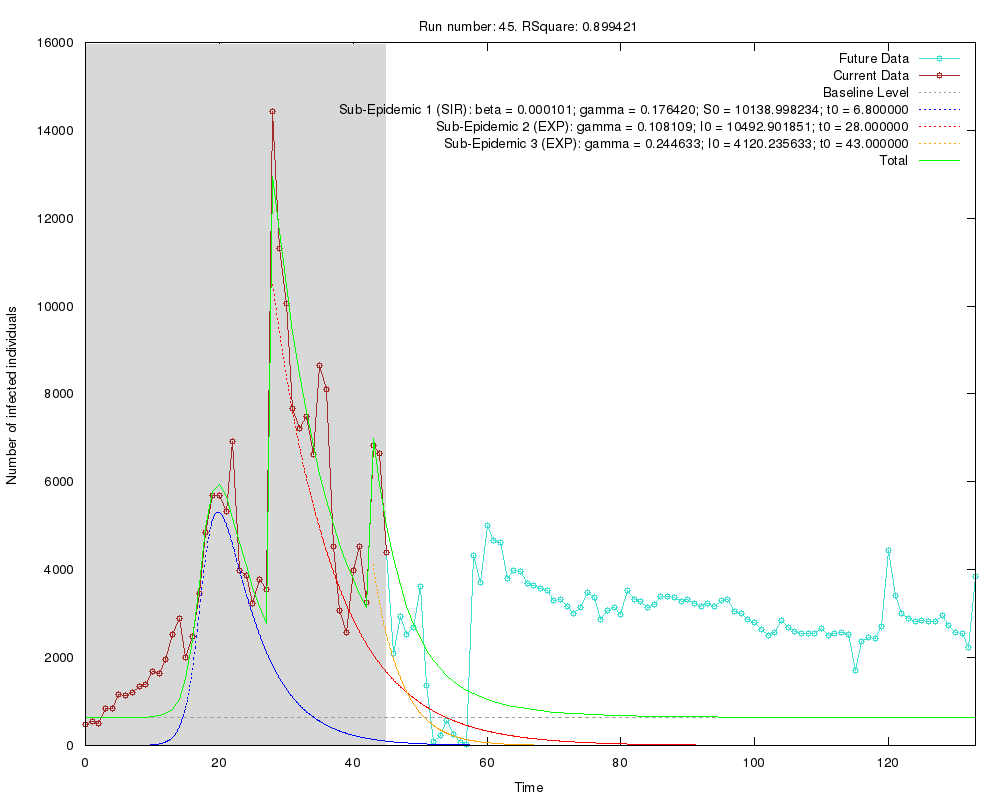 Run number: 45. RSquare: 0.899421
16000
14000
12000
10000
8000
6000
4000
2000
0
Number of infected individuals
Future Data
Current Data
Baseline Level
Sub-Epidemic 1 (SIR): beta = 0.000101; gamma = 0.176420; S0 = 10138.998234; t0 = 6.800000
Sub-Epidemic 2 (EXP): gamma = 0.108109; I0 = 10492.901851; t0 = 28.000000
Sub-Epidemic 3 (EXP): gamma = 0.244633; I0 = 4120.235633; t0 = 43.000000
Total
0 20 40 60 80 100 120
Time